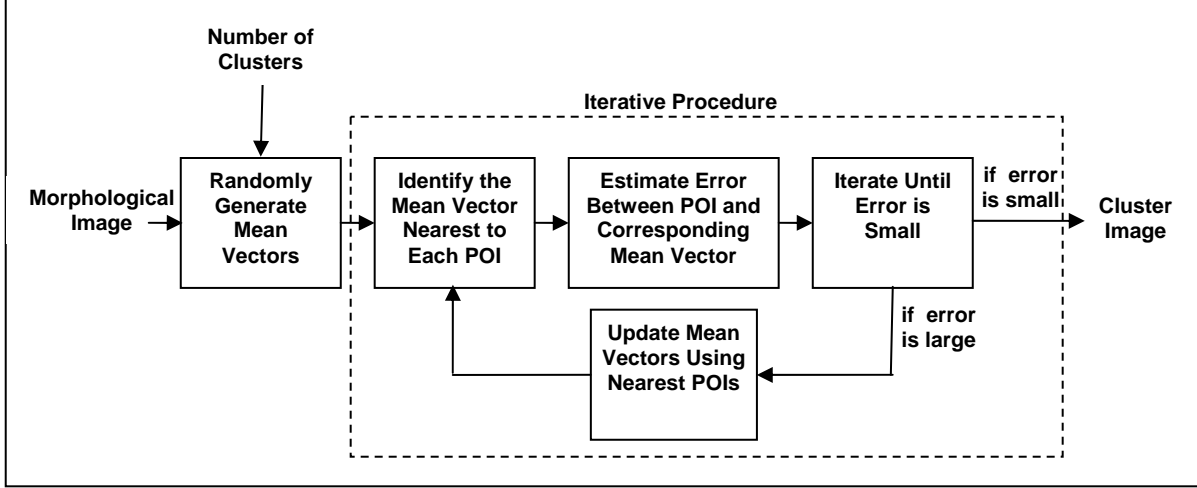 Number of
Clusters
Iterative Procedure
Morphological
Image
Randomly
Generate
Mean
Vectors
Identify the
Mean Vector
Nearest to
Each POI
Estimate Error
Between POI and
Corresponding
Mean Vector
Iterate Until
Error is
Small
if error
is small
Cluster
Image
if error
is large
Update Mean
Vectors Using
Nearest POIs